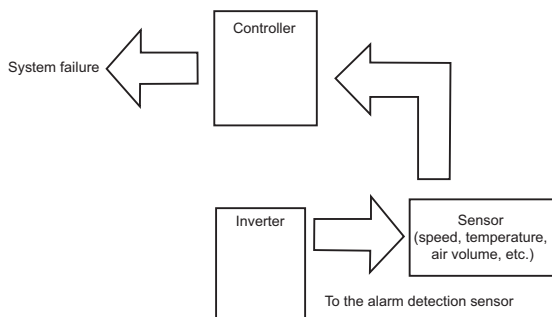 Controller
System failure
Inverter
Sensor
(speed, temperature,
air volume, etc.)
To the alarm detection sensor